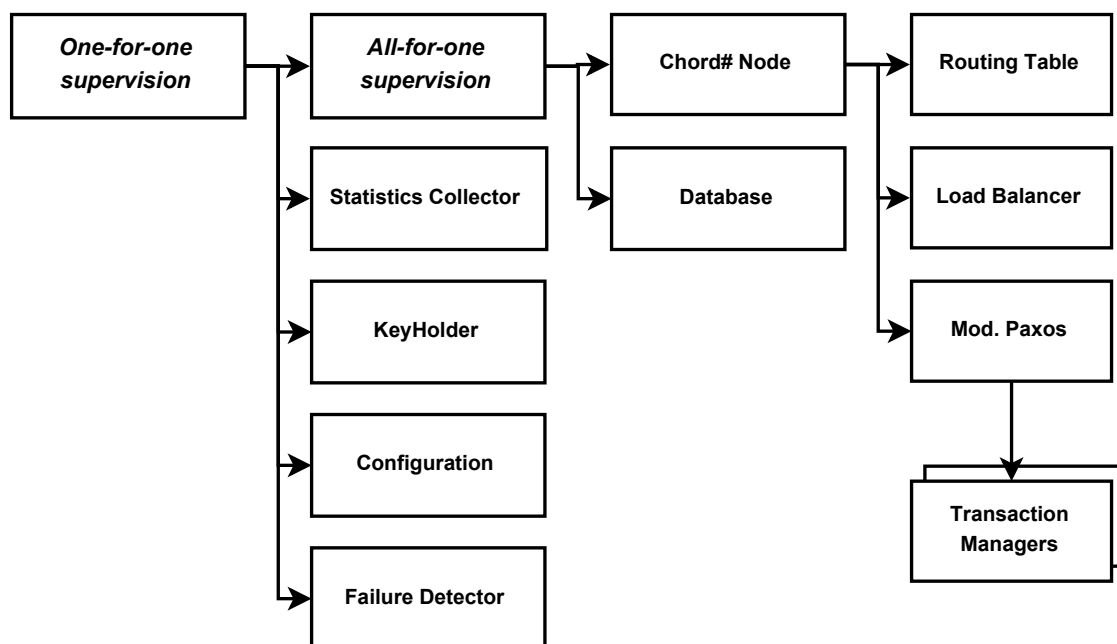 One-for-one
supervision
All-for-one
supervision
Chord# Node
Routing Table
Statistics Collector
Database
Load Balancer
KeyHolder
Mod. Paxos
Configuration
Transaction
Managers
Failure Detector